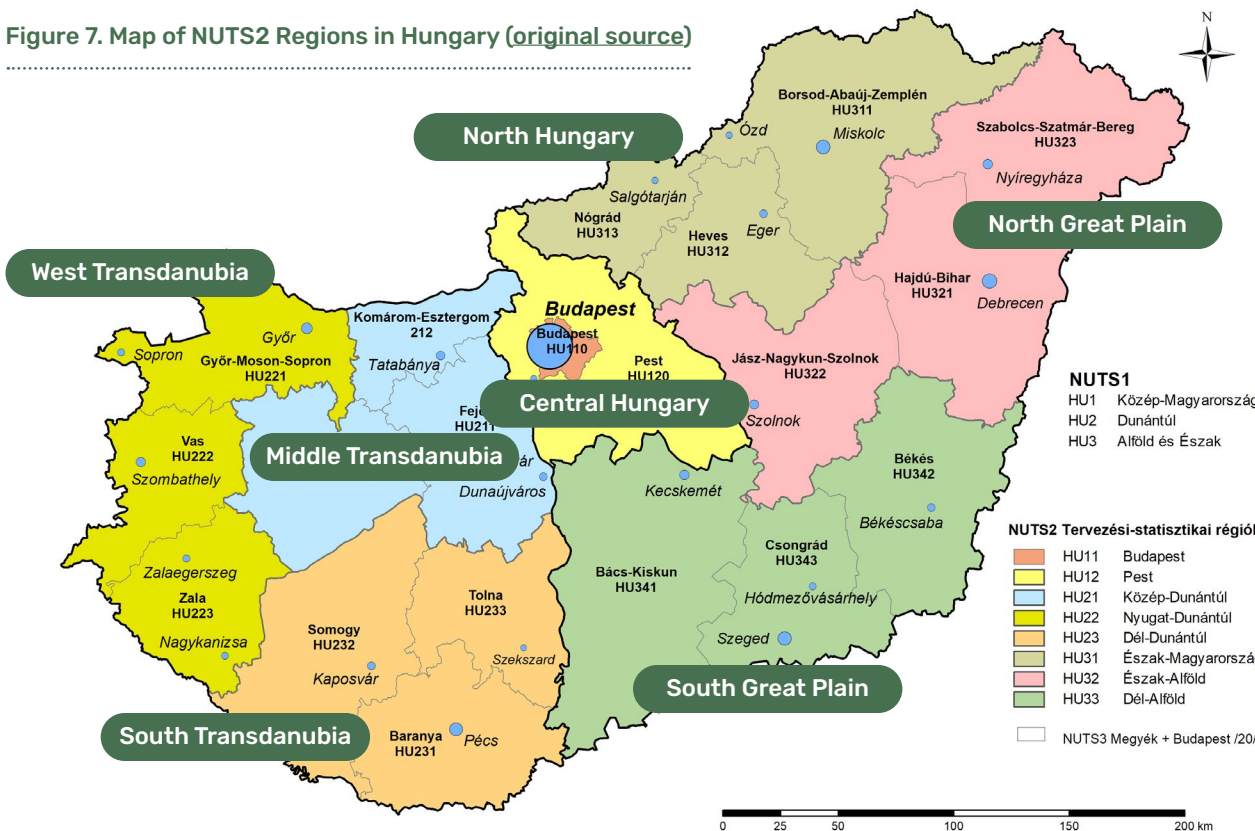 Figure 7. Map of NUTS2 Regions in Hungary (original source)
N
Borsod-Abaúj-Zemplén
HU311
Ózd
Miskolc
North Hungary
Szabolcs-Szatmár-Bereg
HU323
Nyíregyháza
Salgótarján
Nógrád
HU313
Heves
HU312
Eger
North Great Plain
West Transdanubia
Hajdú-Bihar
HU321
Debrecen
Komárom-Esztergom
212
Tatabánya
Budapest
Budapest
HU110
Pest
HU120
Győr
Sopron
Győr-Moson-Sopron
HU221
Jász-Nagykun-Szolnok
HU322
Szolnok
Central Hungary
Fej
HU211
NUTS1
HU1 Közép-Magyarország
HU2 Dunántúl
HU3 Alföld és Észak
Vas
HU222
Szombathely
Middle Transdanubia
ár
Dunaújváros
Kecskemét
Békés
HU342
Békéscsaba
NUTS2 Tervezési-statisztikai régiók
HU11 Budapest
HU12 Pest
HU21 Közép-Dunántúl
HU22 Nyugat-Dunántúl
HU23 Dél-Dunántúl
HU31 Észak-Magyarország
HU32 Észak-Alföld
HU33 Dél-Alföld
NUTS3 Megyék + Budapest /20/
Zalaegerszeg
Zala
HU223
Nagykanizsa
Csongrád
HU343
Hódmezővásárhely
Szeged
Bács-Kiskun
HU341
Tolna
HU233
Szekszard
Somogy
HU232
Kaposvár
South Great Plain
South Transdanubia
Baranya
HU231
Pécs
0 25 50 100 150 200 km